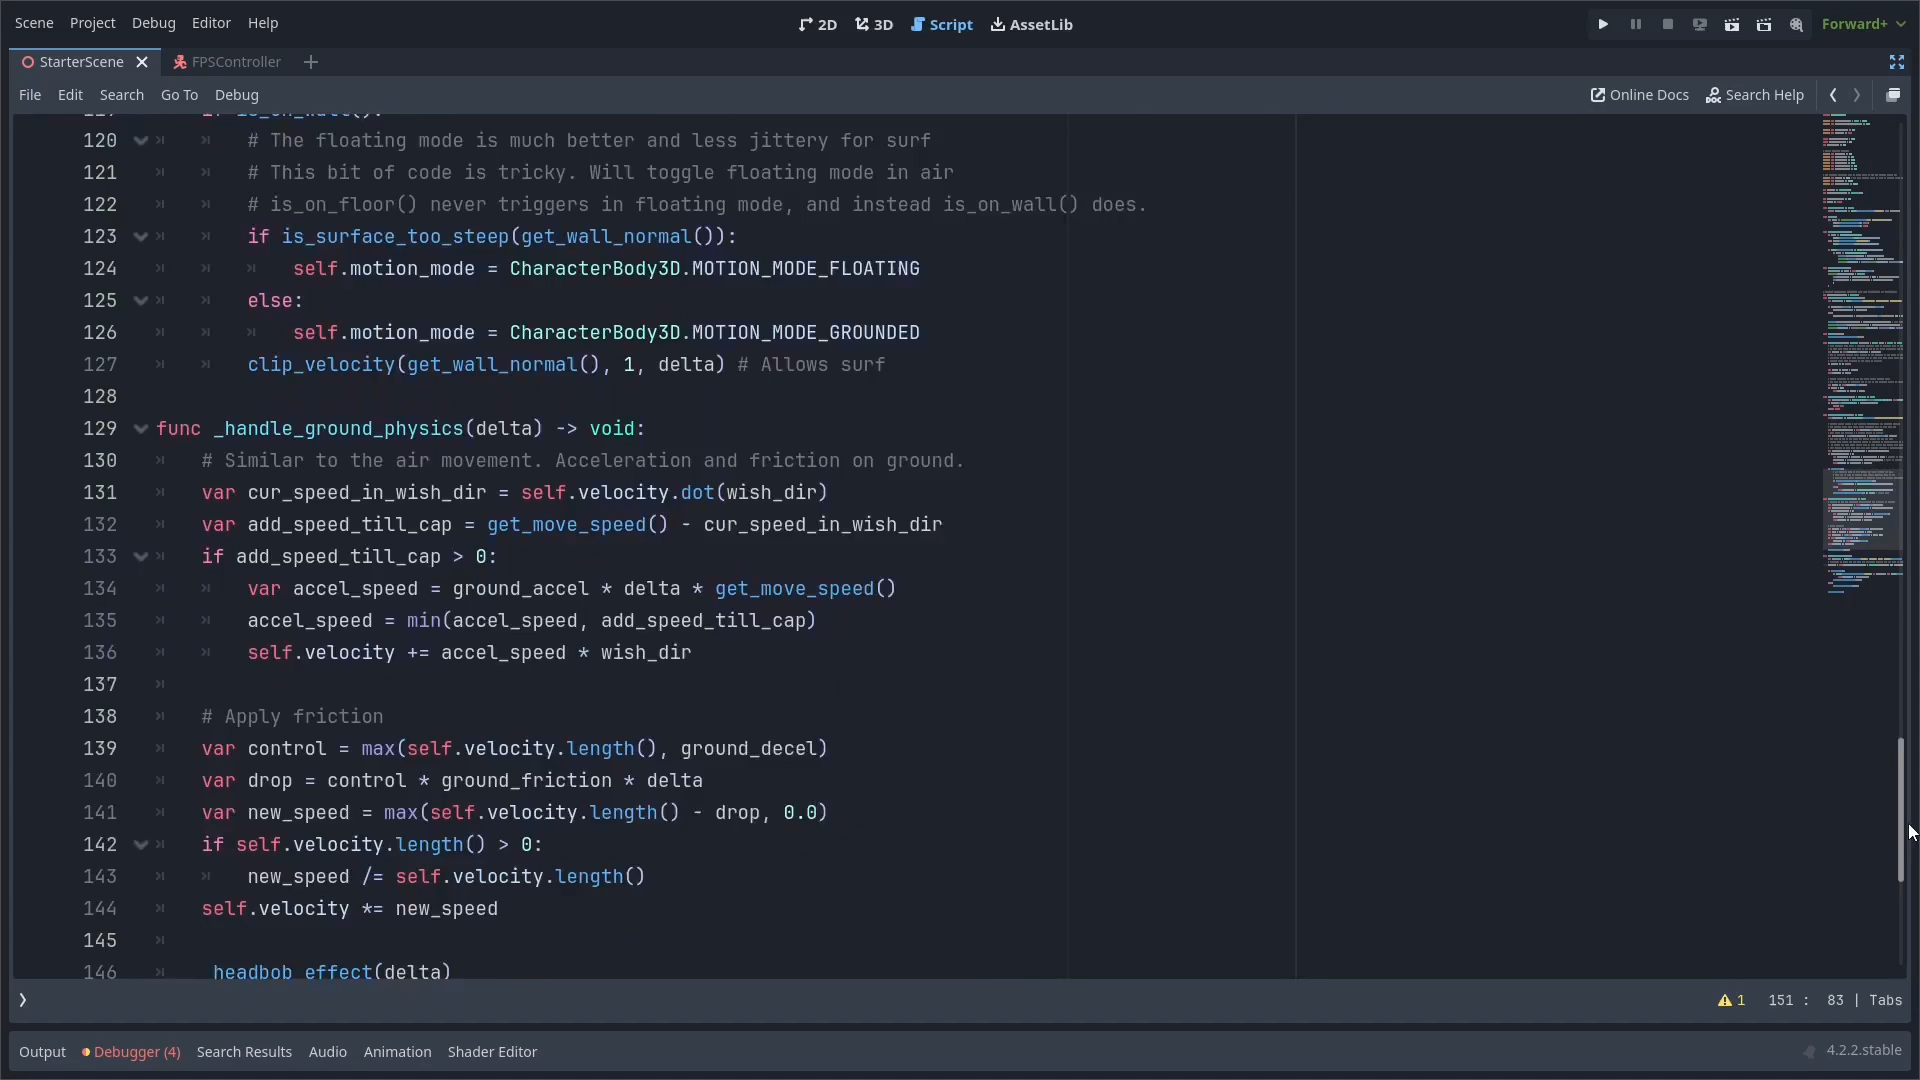 Scene Project Debug Editor Help 2D 3D Script AssetLib Forward+
StarterScene FPSController
File Edit Search Go To Debug Online Docs Search Help
120 # The floating mode is much better and less jittery for surf
121 # This bit of code is tricky. Will toggle floating mode in air
122 # is_on_floor() never triggers in floating mode, and instead is_on_wall() does.
123 if is_surface_too_steep(get_wall_normal()):
124 self.motion_mode = CharacterBody3D.MOTION_MODE_FLOATING
125 else:
126 self.motion_mode = CharacterBody3D.MOTION_MODE_GROUNDED
127 clip_velocity(get_wall_normal(), 1, delta) # Allows surf
128
129 func _handle_ground_physics(delta) -> void:
130 # Similar to the air movement. Acceleration and friction on ground.
131 var cur_speed_in_wish_dir = self.velocity.dot(wish_dir)
132 var add_speed_till_cap = get_move_speed() - cur_speed_in_wish_dir
133 if add_speed_till_cap > 0:
134 var accel_speed = ground_accel * delta * get_move_speed()
135 accel_speed = min(accel_speed, add_speed_till_cap)
136 self.velocity += accel_speed * wish_dir
137
138 # Apply friction
139 var control = max(self.velocity.length(), ground_decel)
140 var drop = control * ground_friction * delta
141 var new_speed = max(self.velocity.length() - drop, 0.0)
142 if self.velocity.length() > 0:
143 new_speed /= self.velocity.length()
144 self.velocity *= new_speed
145
146 _headbob_effect(delta)
1 151 : 83 | Tabs
Output Debugger (4) Search Results Audio Animation Shader Editor 4.2.2.stable